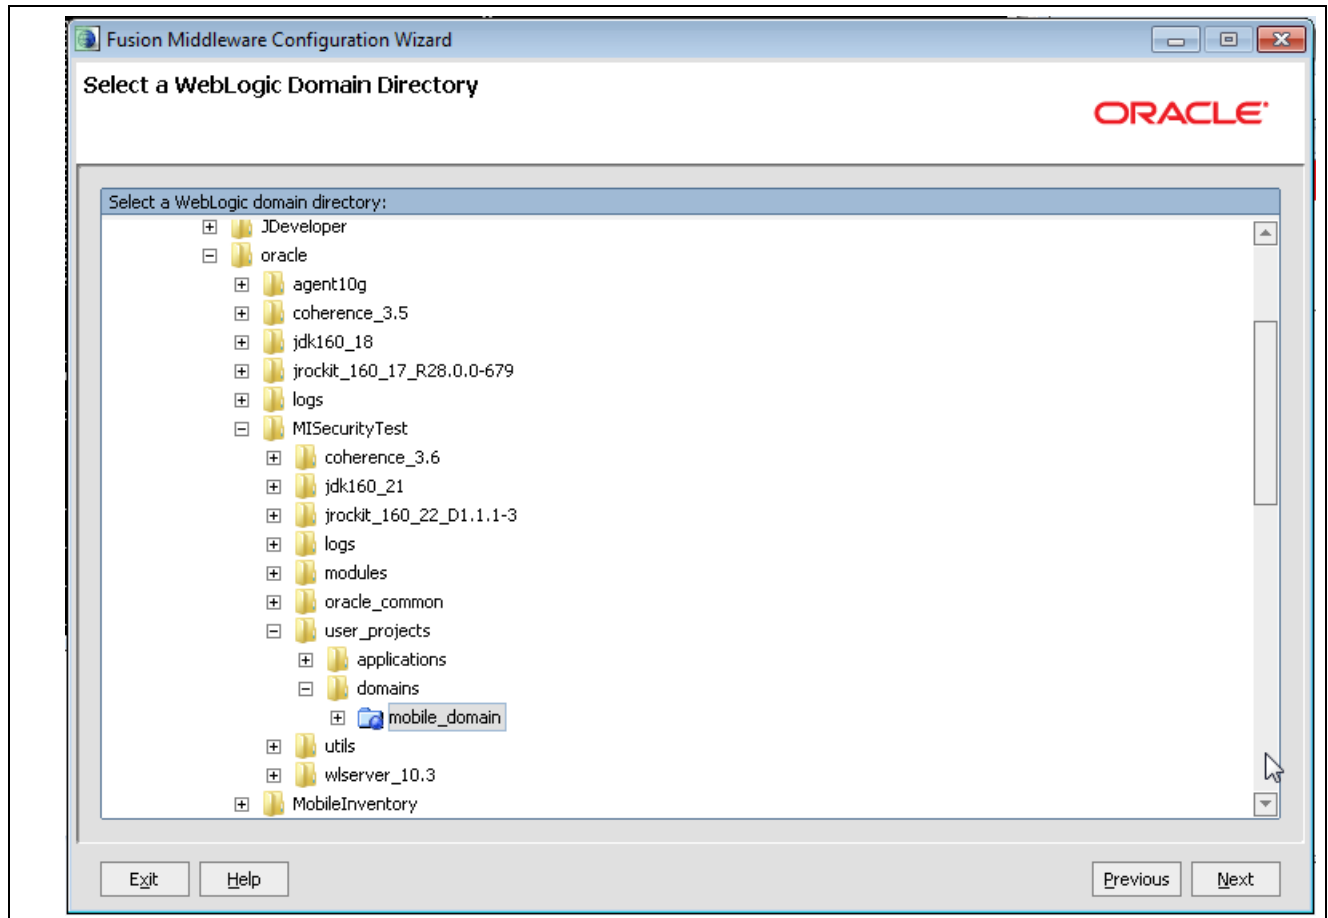 Fusion Middleware Configuration Wizard
Select a WebLogic Domain Directory
ORACLE
Select a WebLogic domain directory:
JDeveloper
oracle
agent10g
coherence_3.5
jdk160_18
jrockit_160_17_R28.0.0-679
logs
MISecurityTest
coherence_3.6
jdk160_21
jrockit_160_22_D1.1.1-3
logs
modules
oracle_common
user_projects
applications
domains
mobile_domain
utils
wlserver_10.3
MobileInventory
Exit Help Previous Next